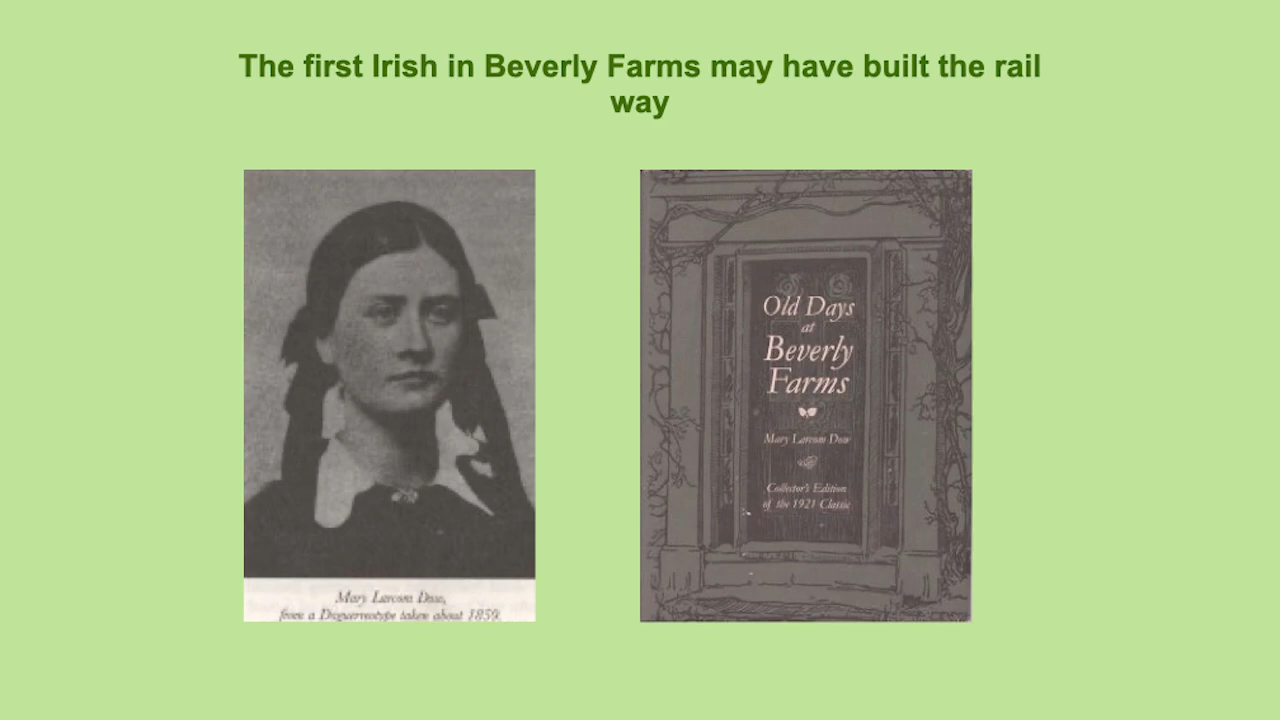 The first Irish in Beverly Farms may have built the rail
way
Old Days
at
Beverly
Farms
Mary Larcom Dow
Collector's Edition
of the 1921 Classic
Mary Larcom Dow,
from a Daguerreotype taken about 1859.